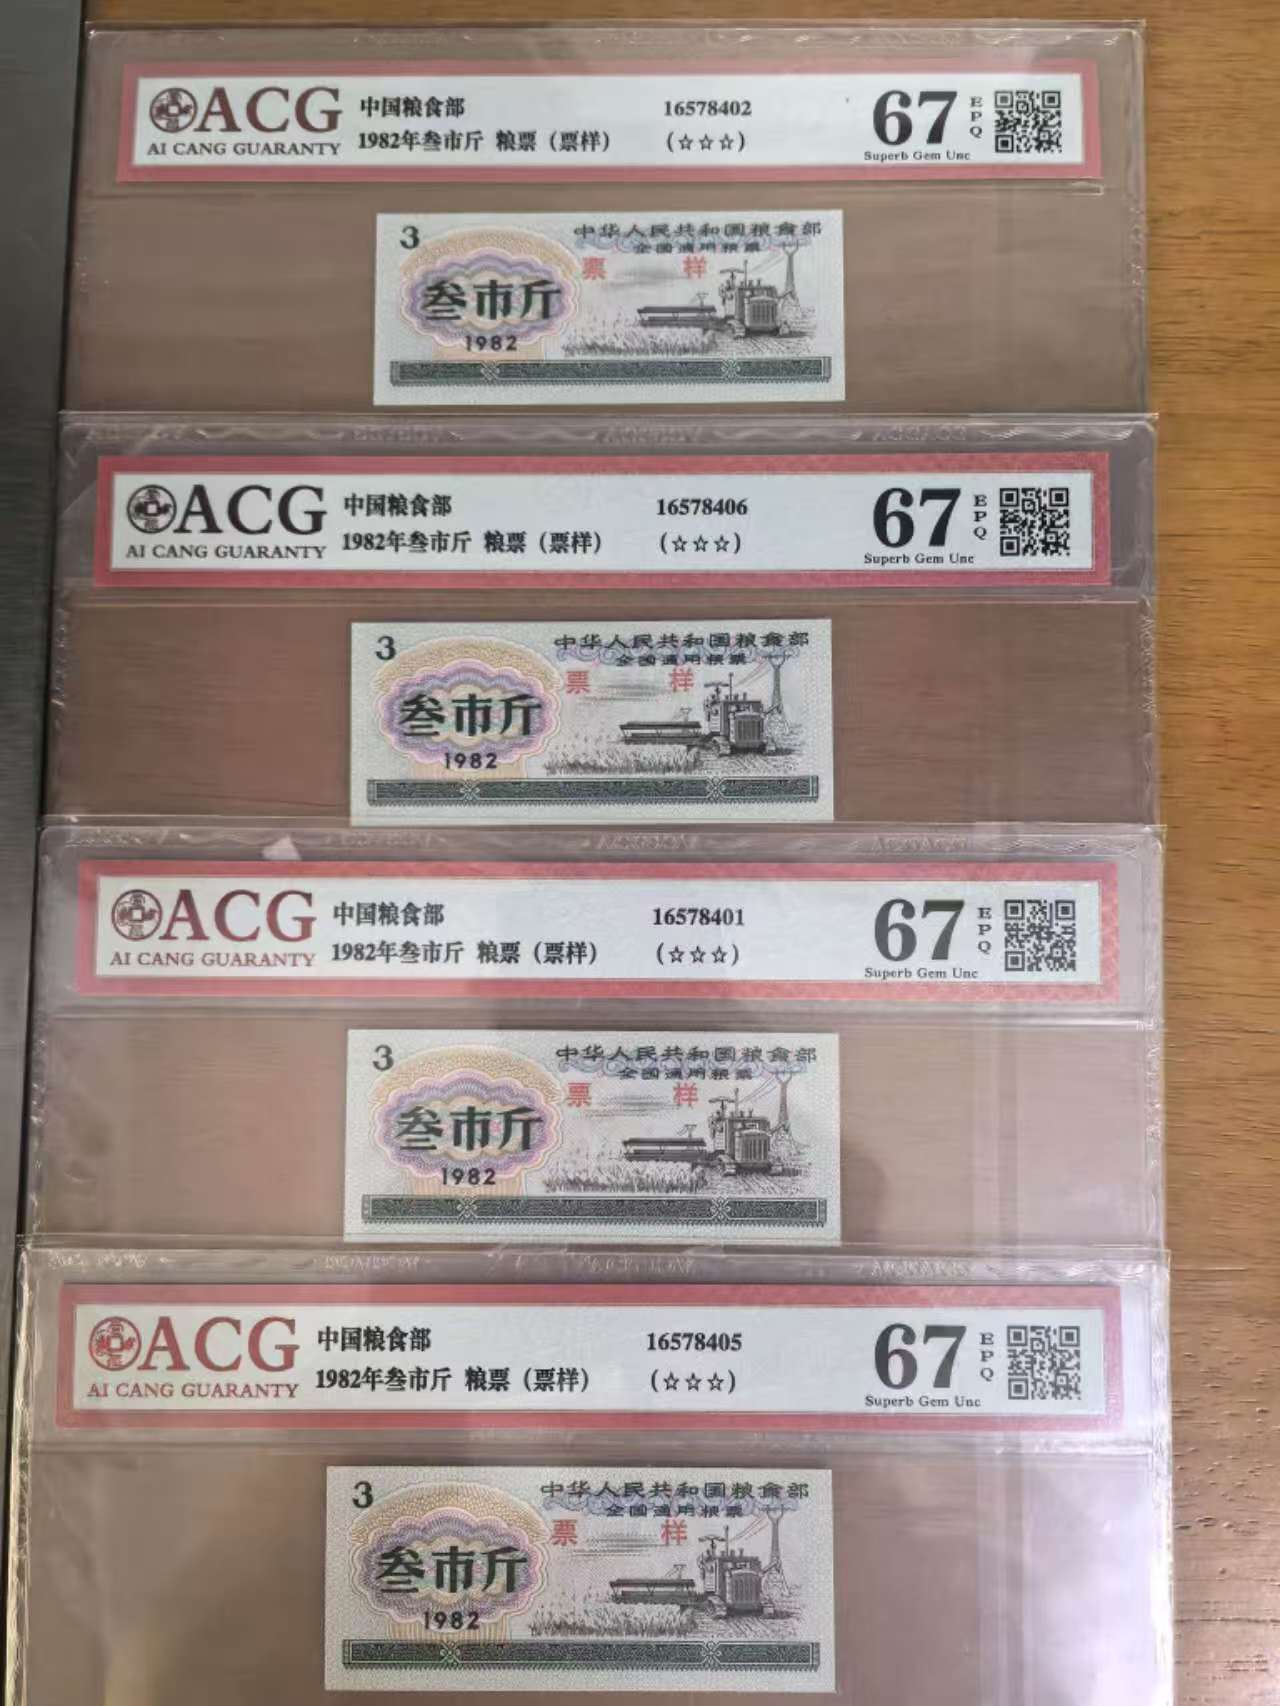 ACG
AI CANG GUARANTY
中国粮食部
1982年叁市斤 粮票（票样）
16578402
(☆☆☆)
67
EPQ
Superb Gem Unc
3
中华人民共和国粮食部
全国通用粮票
票 样
叁市斤
1982
ACG
AI CANG GUARANTY
中国粮食部
1982年叁市斤 粮票（票样）
16578406
(☆☆☆)
67
EPQ
Superb Gem Unc
3
中华人民共和国粮食部
全国通用粮票
票 样
叁市斤
1982
ACG
AI CANG GUARANTY
中国粮食部
1982年叁市斤 粮票（票样）
16578401
(☆☆☆)
67
EPQ
Superb Gem Unc
3
中华人民共和国粮食部
全国通用粮票
票 样
叁市斤
1982
ACG
AI CANG GUARANTY
中国粮食部
1982年叁市斤 粮票（票样）
16578405
(☆☆☆)
67
EPQ
Superb Gem Unc
3
中华人民共和国粮食部
全国通用粮票
票 样
叁市斤
1982